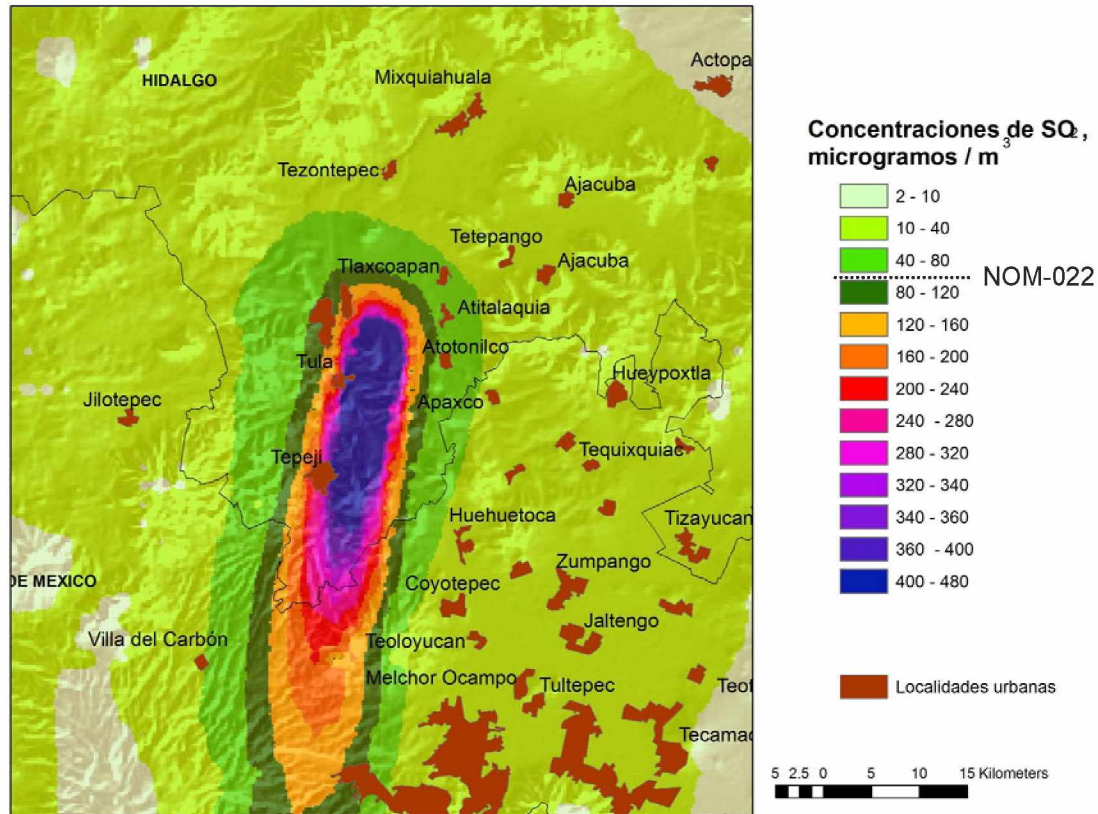 Actopa
Mixquiahuala
HIDALGO
Tezontepec
Ajacuba
Tetepango
Tlaxcoapan
Ajacuba
Atitalaquia
Atotonilco
Tula
Hueypoxtla
Jilotepec
Apaxco
Tequixquiac
Tepeji
Huehuetoca
Tizayucan
Zumpango
DE MEXICO
Coyotepec
Jaltengo
Villa del Carbón
Teoloyucan
Melchor Ocampo
Tultepec
Teot
Tecamac
Concentraciones de SO2,
microgramos / m3
2 - 10
10 - 40
40 - 80
NOM-022
80 - 120
120 - 160
160 - 200
200 - 240
240 - 280
280 - 320
320 - 340
340 - 360
360 - 400
400 - 480
Localidades urbanas
5 2.5 0 5 10 15 Kilometers